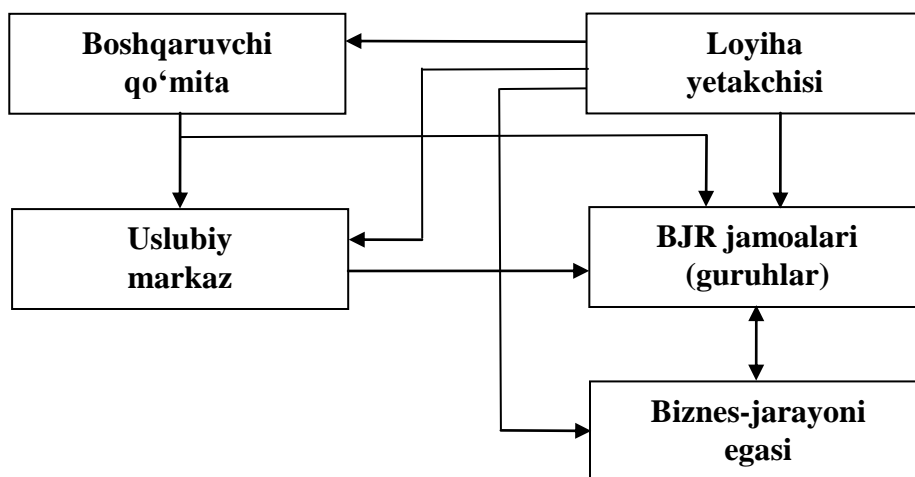 Boshqaruvchi
qo‘mita
Loyiha
yetakchisi
Uslubiy
markaz
BJR jamoalari
(guruhlar)
Biznes-jarayoni
egasi